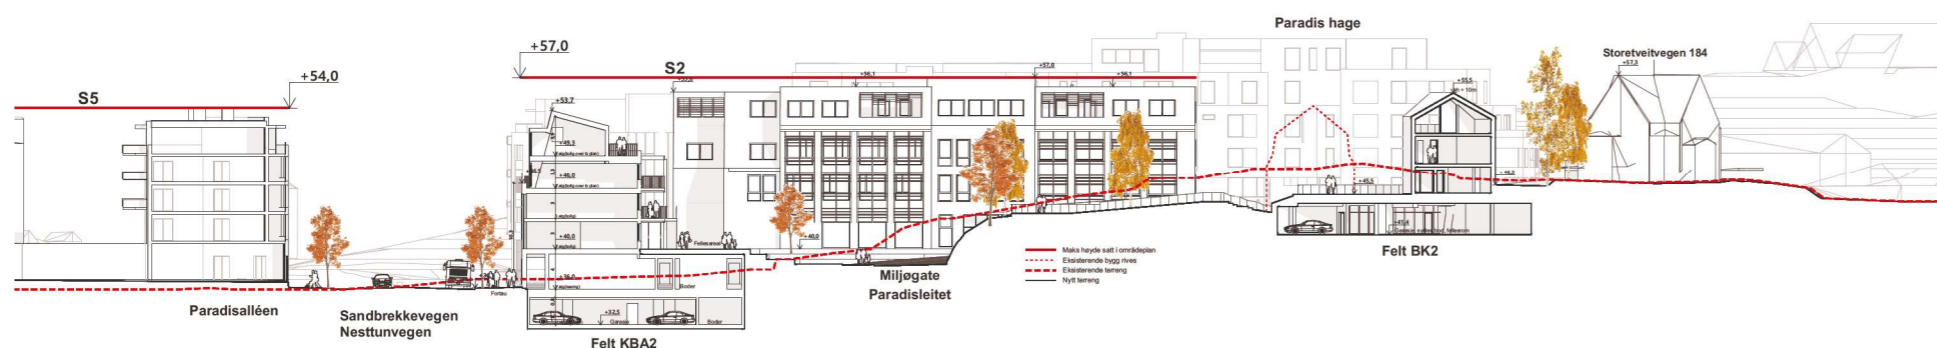 Paradis hage
+57,0
Storetveitvegen 184
+57,3
S2
+54,0
S5
+56,1
+57,0
+56,1
+55,5
+53,7
+49,3
+46,0
+45,5
+40,0
+40,0
Fellesareal
+41,4
+36,0
Boder
Fortau
+32,5
Garasje
Boder
Maks høyde satt i områdeplan
Eksisterende bygg rives
Eksisterende terreng
Nytt terreng
Felt BK2
Miljøgate
Paradisleitet
Paradisalléen
Sandbrekkevegen
Nesttunvegen
Felt KBA2